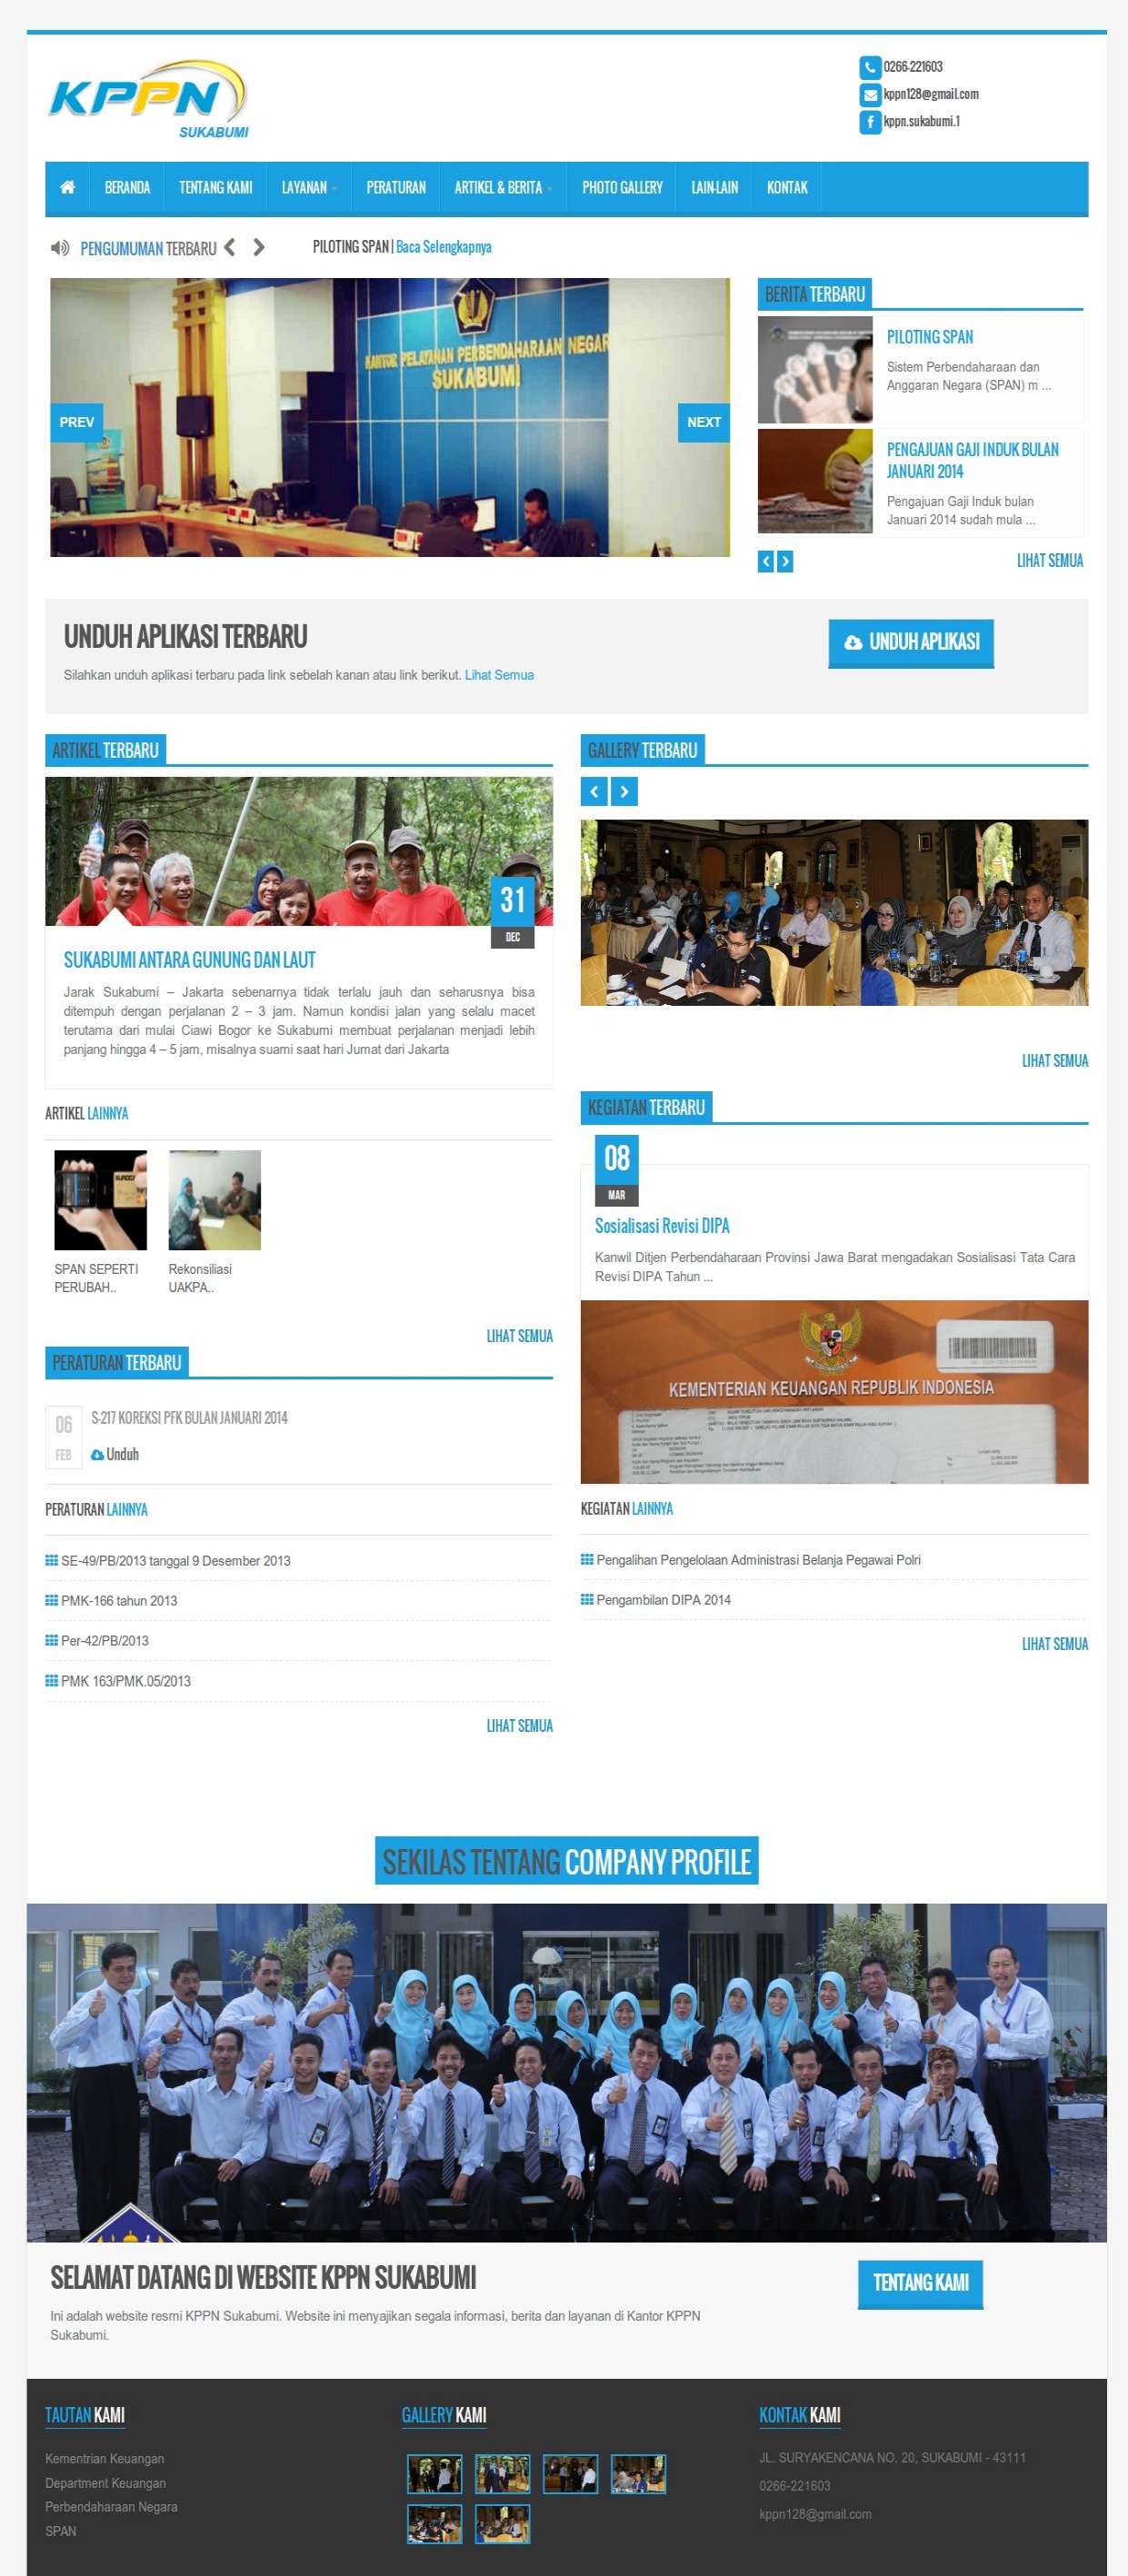 KPPN
SUKABUMI
0266-221603
kppn128@gmail.com
kppn.sukabumi.1
BERANDA TENTANG KAMI LAYANAN PERATURAN ARTIKEL & BERITA PHOTO GALLERY LAIN-LAIN KONTAK
PENGUMUMAN TERBARU
PILOTING SPAN | Baca Selengkapnya
KANTOR PELAYANAN PERBENDAHARAAN NEGAR
SUKABUMI
PREV
NEXT
BERITA TERBARU
PILOTING SPAN
Sistem Perbendaharaan dan
Anggaran Negara (SPAN) m ...
PENGAJUAN GAJI INDUK BULAN
JANUARI 2014
Pengajuan Gaji Induk bulan
Januari 2014 sudah mula ...
LIHAT SEMUA
UNDUH APLIKASI TERBARU
Silahkan unduh aplikasi terbaru pada link sebelah kanan atau link berikut. Lihat Semua
UNDUH APLIKASI
ARTIKEL TERBARU
31
DEC
SUKABUMI ANTARA GUNUNG DAN LAUT
Jarak Sukabumi – Jakarta sebenarnya tidak terlalu jauh dan seharusnya bisa
ditempuh dengan perjalanan 2 – 3 jam. Namun kondisi jalan yang selalu macet
terutama dari mulai Ciawi Bogor ke Sukabumi membuat perjalanan menjadi lebih
panjang hingga 4 – 5 jam, misalnya suami saat hari Jumat dari Jakarta
ARTIKEL LAINNYA
SPAN SEPERTI
PERUBAH..
Rekonsiliasi
UAKPA..
LIHAT SEMUA
PERATURAN TERBARU
06
FEB
S-217 KOREKSI PFK BULAN JANUARI 2014
Unduh
PERATURAN LAINNYA
SE-49/PB/2013 tanggal 9 Desember 2013
PMK-166 tahun 2013
Per-42/PB/2013
PMK 163/PMK.05/2013
LIHAT SEMUA
GALLERY TERBARU
LIHAT SEMUA
KEGIATAN TERBARU
08
MAR
Sosialisasi Revisi DIPA
Kanwil Ditjen Perbendaharaan Provinsi Jawa Barat mengadakan Sosialisasi Tata Cara
Revisi DIPA Tahun ...
KEMENTERIAN KEUANGAN REPUBLIK INDONESIA
KEGIATAN LAINNYA
Pengalihan Pengelolaan Administrasi Belanja Pegawai Polri
Pengambilan DIPA 2014
LIHAT SEMUA
SEKILAS TENTANG COMPANY PROFILE
SELAMAT DATANG DI WEBSITE KPPN SUKABUMI
Ini adalah website resmi KPPN Sukabumi. Website ini menyajikan segala informasi, berita dan layanan di Kantor KPPN
Sukabumi.
TENTANG KAMI
TAUTAN KAMI
Kementrian Keuangan
Department Keuangan
Perbendaharaan Negara
SPAN
GALLERY KAMI
KONTAK KAMI
JL. SURYAKENCANA NO. 20, SUKABUMI - 43111
0266-221603
kppn128@gmail.com